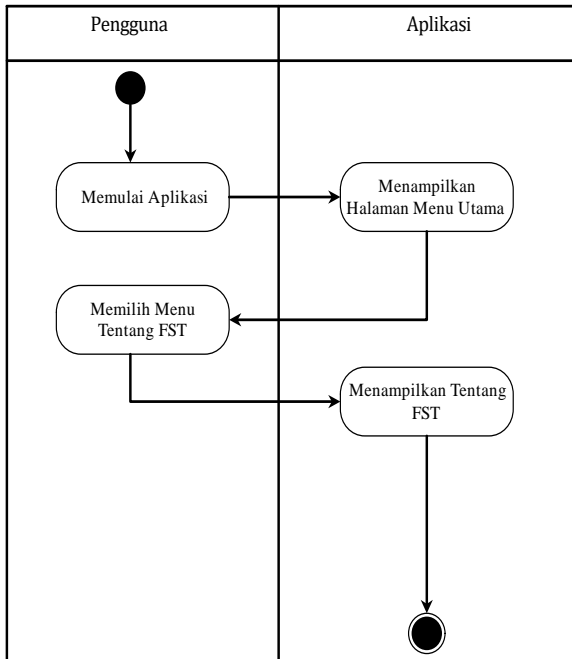 Pengguna
Aplikasi
Memulai Aplikasi
Menampilkan
Halaman Menu Utama
Memilih Menu
Tentang FST
Menampilkan Tentang
FST